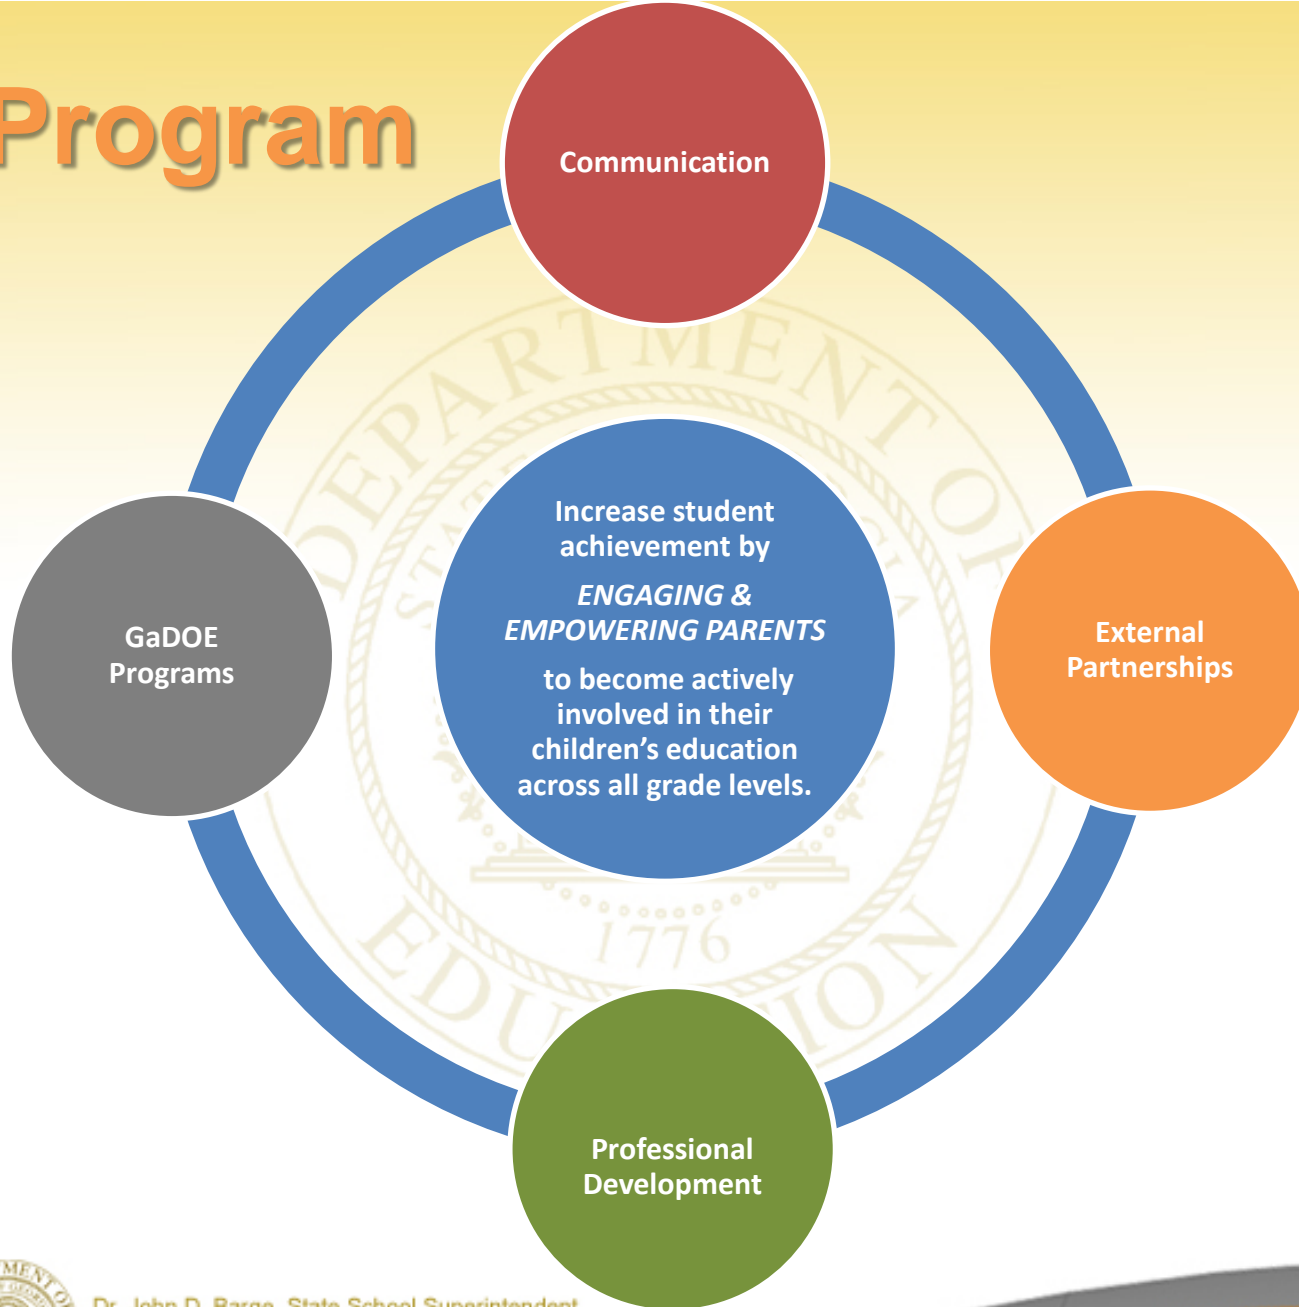 Program
Communication
Increase student
achievement by
ENGAGING &
EMPOWERING PARENTS
to become actively
involved in their
children’s education
across all grade levels.
GaDOE
Programs
External
Partnerships
Professional
Development
DEPARTMENT OF
EDUCATION
1776
Dr. John D. Barge, State School Superintendent